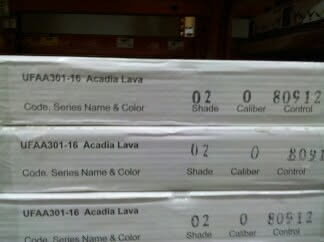 UFAA301-16 Acadia Lava
02 0 80912
Code, Series Name & Color Shade Caliber Control
UFAA301-16 Acadia Lava
02 0 8091
Code, Series Name & Color Shade Caliber Control
UFAA301-16 Acadia Lava
02 0 80912
Code, Series Name & Color Shade Caliber Control